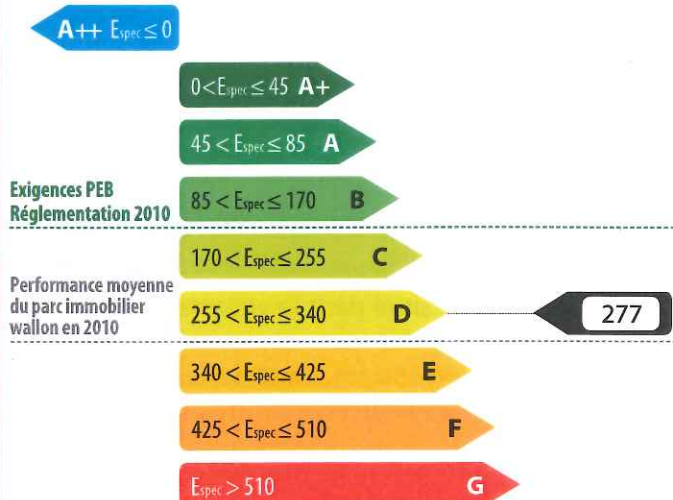 A++ Espec ≤ 0
0 < Espec ≤ 45 A+
45 < Espec ≤ 85 A
Exigences PEB
Réglementation 2010
85 < Espec ≤ 170 B
170 < Espec ≤ 255 C
Performance moyenne
du parc immobilier
wallon en 2010
255 < Espec ≤ 340 D
277
340 < Espec ≤ 425 E
425 < Espec ≤ 510 F
Espec > 510 G